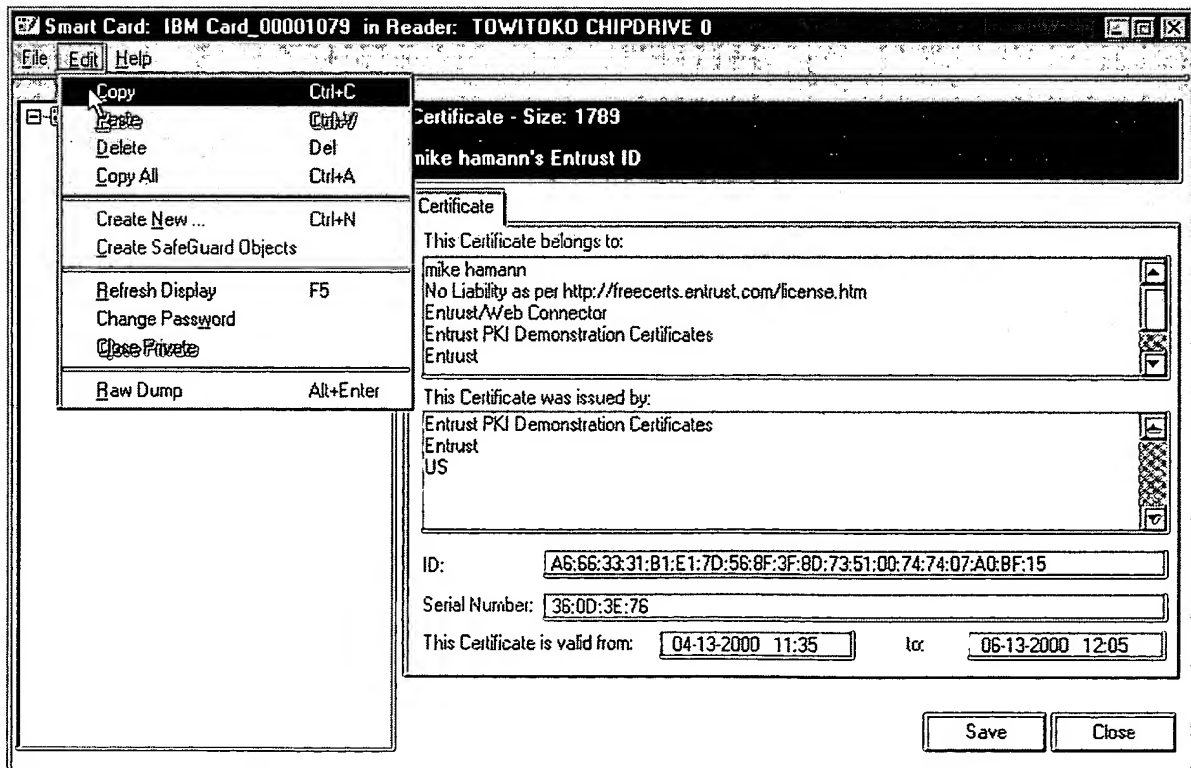 Smart Card: IBM Card_00001079 in Reader: TOWITOKO CHIPDRIVE 0
File Edit Help
Copy Ctrl+C
Paste Ctrl+V
Delete Del
Copy All Ctrl+A
Create New ... Ctrl+N
Create SafeGuard Objects
Refresh Display F5
Change Password
Close Private
Raw Dump Alt+Enter
Certificate - Size: 1789
mike hamann's Entrust ID
Certificate
This Certificate belongs to:
mike hamann
No Liability as per http://freecerts.entrust.com/license.htm
Entrust/Web Connector
Entrust PKI Demonstration Certificates
Entrust
This Certificate was issued by:
Entrust PKI Demonstration Certificates
Entrust
US
ID: A6:66:33:31:B1:E1:7D:56:8F:3F:8D:73:51:00:74:74:07:A0:BF:15
Serial Number: 36:0D:3E:76
This Certificate is valid from: 04-13-2000 11:35 to: 06-13-2000 12:05
Save Close